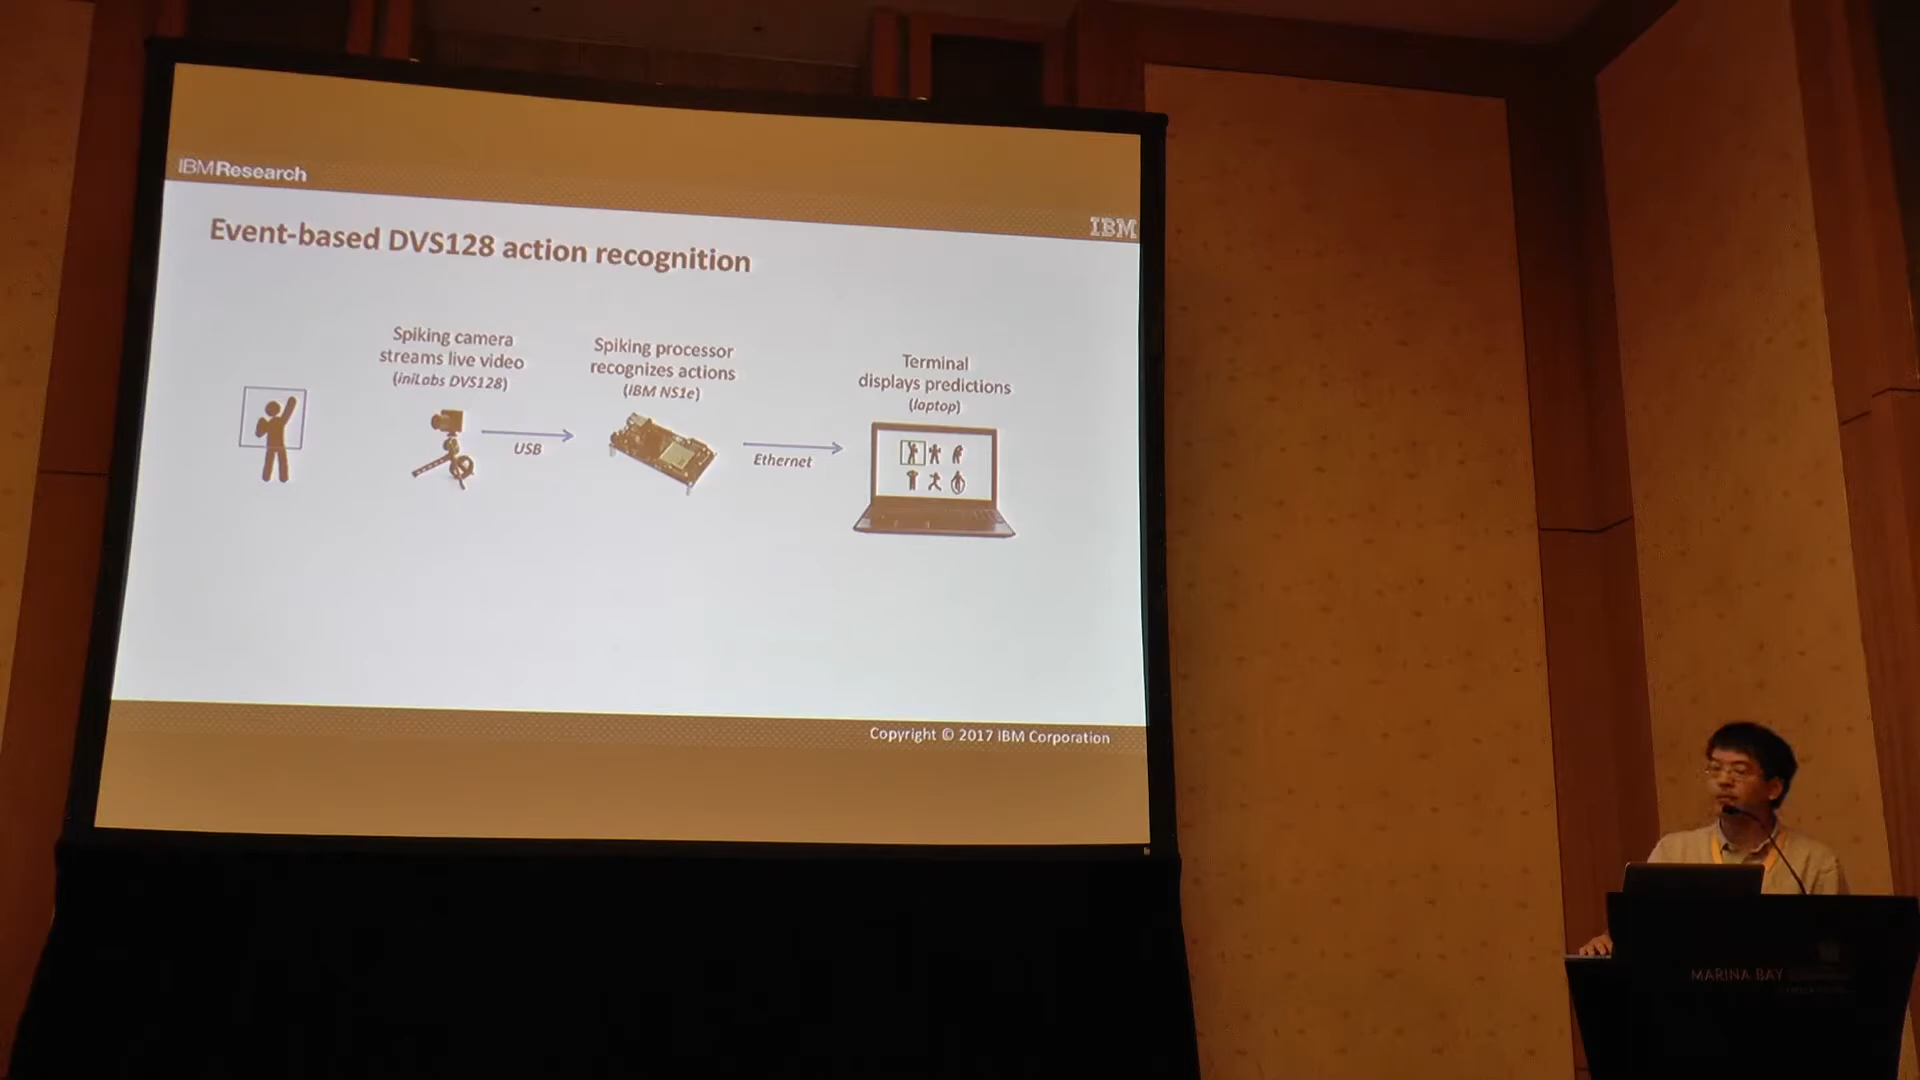 IBM Research
IBM
Event-based DVS128 action recognition
Spiking camera
streams live video
(iniLabs DVS128)
USB
Spiking processor
recognizes actions
(IBM NS1e)
Ethernet
Terminal
displays predictions
(laptop)
Copyright © 2017 IBM Corporation
MARINA BAY